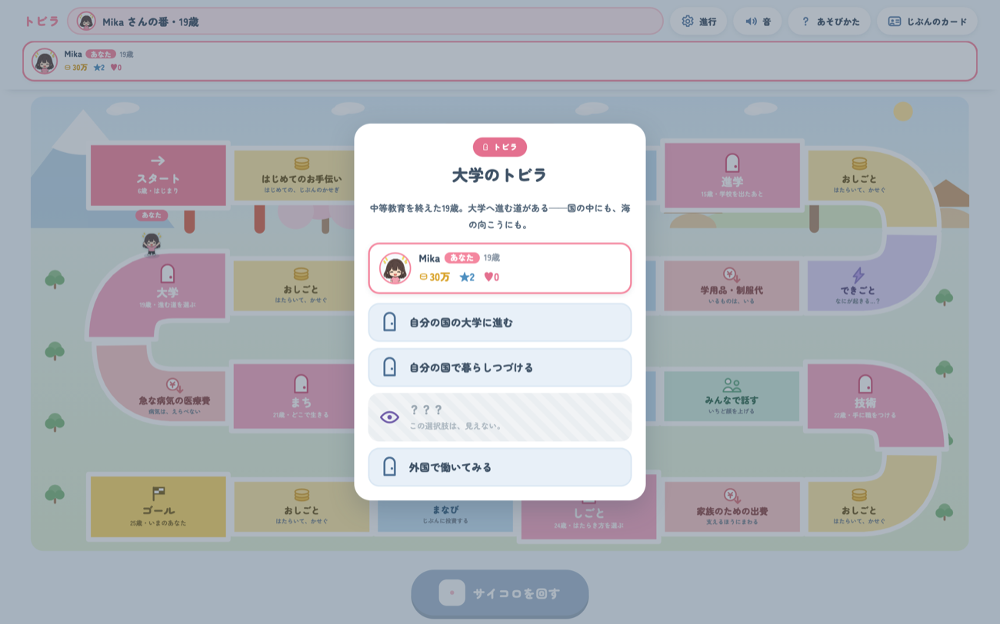 トビラ
Mika さんの番・19歳
進行
音
? あそびかた
じぶんのカード
Mika あなた 19歳
30万 2 0
スタート
6歳・はじまり
はじめてのお手伝い
はじめての、じぶんのかせぎ
進学
15歳・学校を出たあと
おしごと
はたらいて、かせぐ
あなた
トビラ
大学のトビラ
中等教育を終えた19歳。大学へ進む道がある──国の中にも、海
の向こうにも。
Mika あなた 19歳
30万 2 0
自分の国の大学に進む
自分の国で暮らしつづける
???
この選択肢は、見えない。
外国で働いてみる
大学
19歳・進む道を選ぶ
おしごと
はたらいて、かせぐ
学用品・制服代
いるものは、いる
できごと
なにが起きる…?
急な病気の医療費
病気は、えらべない
まち
21歳・どこで生きる
みんなで話す
いちど顔を上げる
技術
22歳・手に職をつける
ゴール
25歳・いまのあなた
おしごと
はたらいて、かせぐ
まなび
じぶんに投資する
しごと
24歳・はたらき方を選ぶ
家族のための出費
支えるほうにまわる
おしごと
はたらいて、かせぐ
サイコロを回す